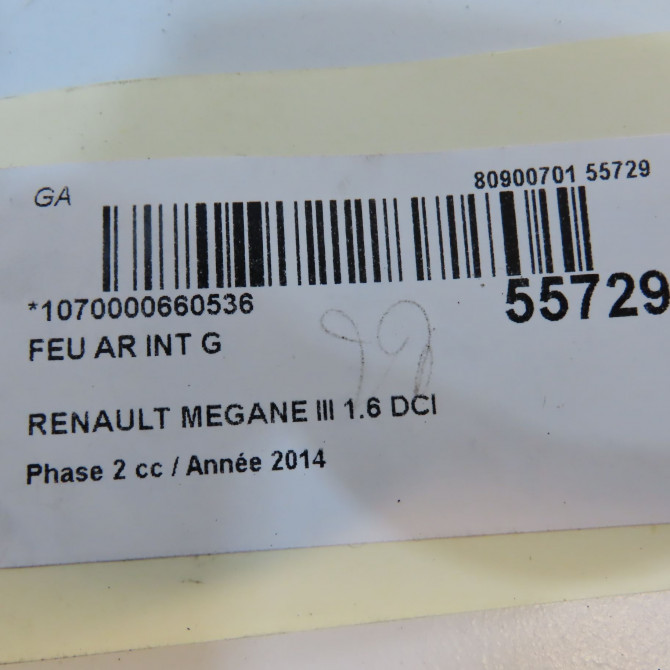 GA
80900701 55729
*1070000660536
55729
FEU AR INT G
RENAULT MEGANE III 1.6 DCI
Phase 2 cc / Année 2014